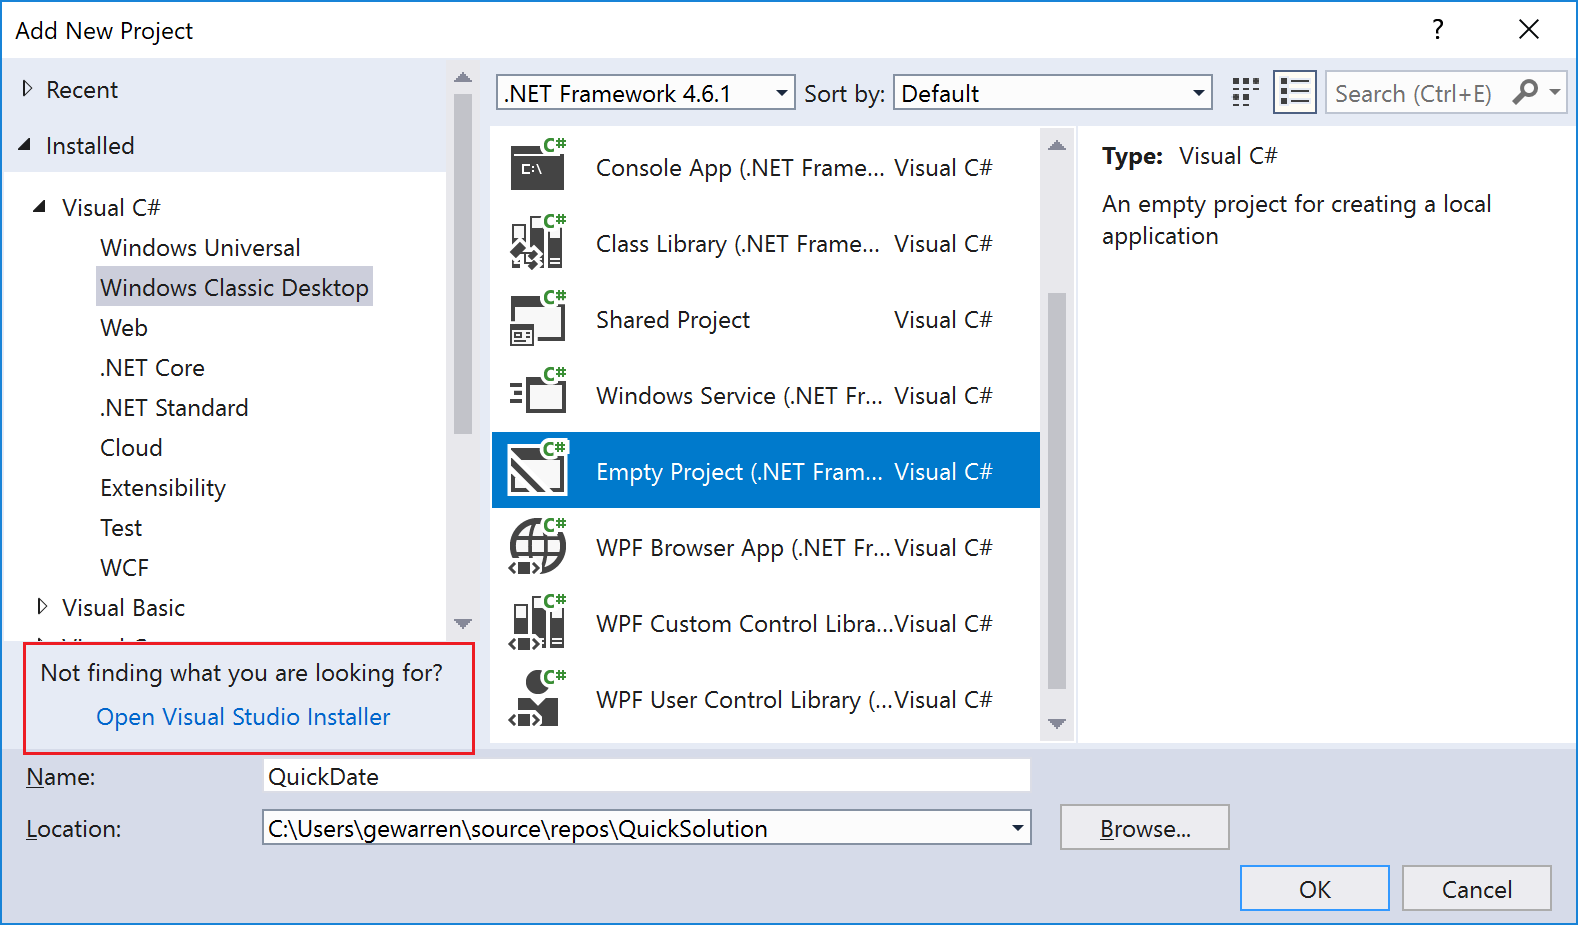 Add New Project
?
Recent
Installed
Visual C#
Windows Universal
Windows Classic Desktop
Web
.NET Core
.NET Standard
Cloud
Extensibility
Test
WCF
Visual Basic
Not finding what you are looking for?
Open Visual Studio Installer
.NET Framework 4.6.1
Sort by:
Default
Search (Ctrl+E)
C# C:\ Console App (.NET Frame... Visual C#
C# Class Library (.NET Frame... Visual C#
C# Shared Project Visual C#
C# Windows Service (.NET Fr... Visual C#
C# Empty Project (.NET Fram... Visual C#
C# WPF Browser App (.NET Fr... Visual C#
C# WPF Custom Control Libra... Visual C#
C# WPF User Control Library (... Visual C#
Type: Visual C#
An empty project for creating a local
application
Name:
QuickDate
Location:
C:\Users\gewarren\source\repos\QuickSolution
Browse...
OK
Cancel